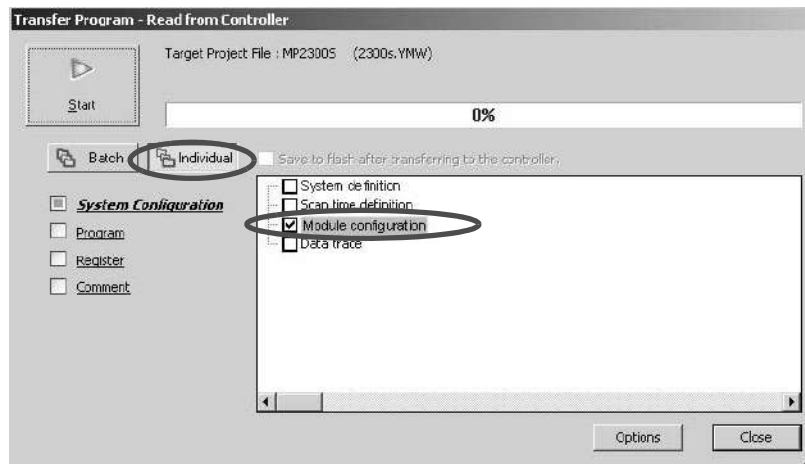 Transfer Program - Read from Controller
Target Project File : MP2300S (2300s.YMW)
Start
0%
Batch
Individual
Save to flash after transferring to the controller.
System definition
Scan time definition
Module configuration
Data trace
System Configuration
Program
Register
Comment
Options
Close